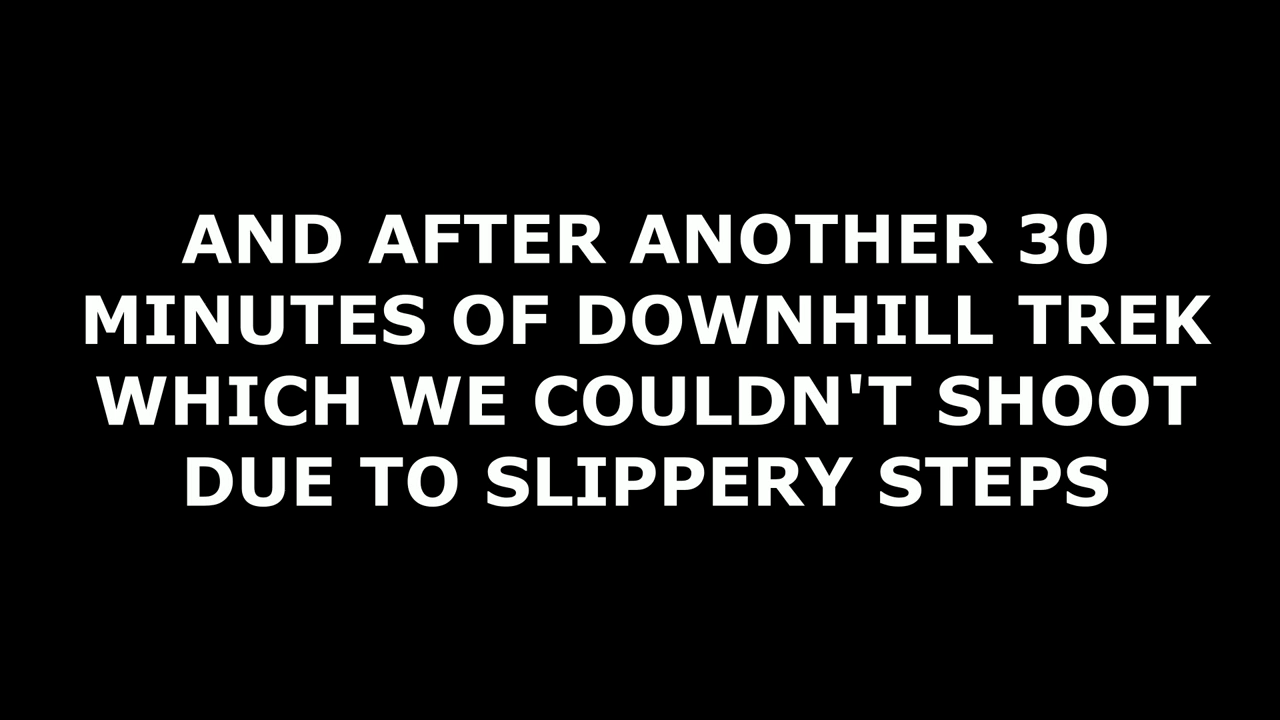 AND AFTER ANOTHER 30
MINUTES OF DOWNHILL TREK
WHICH WE COULDN'T SHOOT
DUE TO SLIPPERY STEPS